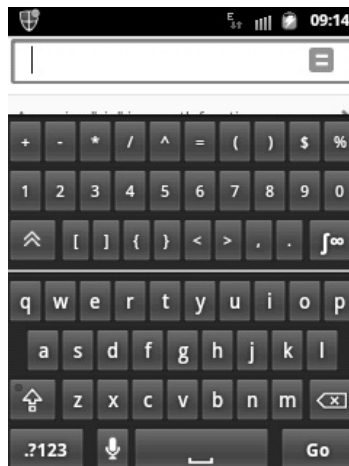 E 09:14
=
+ - * / ^ = ( ) $ %
1 2 3 4 5 6 7 8 9 0
[ ] { } < > , . ∫∞
q w e r t y u i o p
a s d f g h j k l
z x c v b n m
.?123 Go